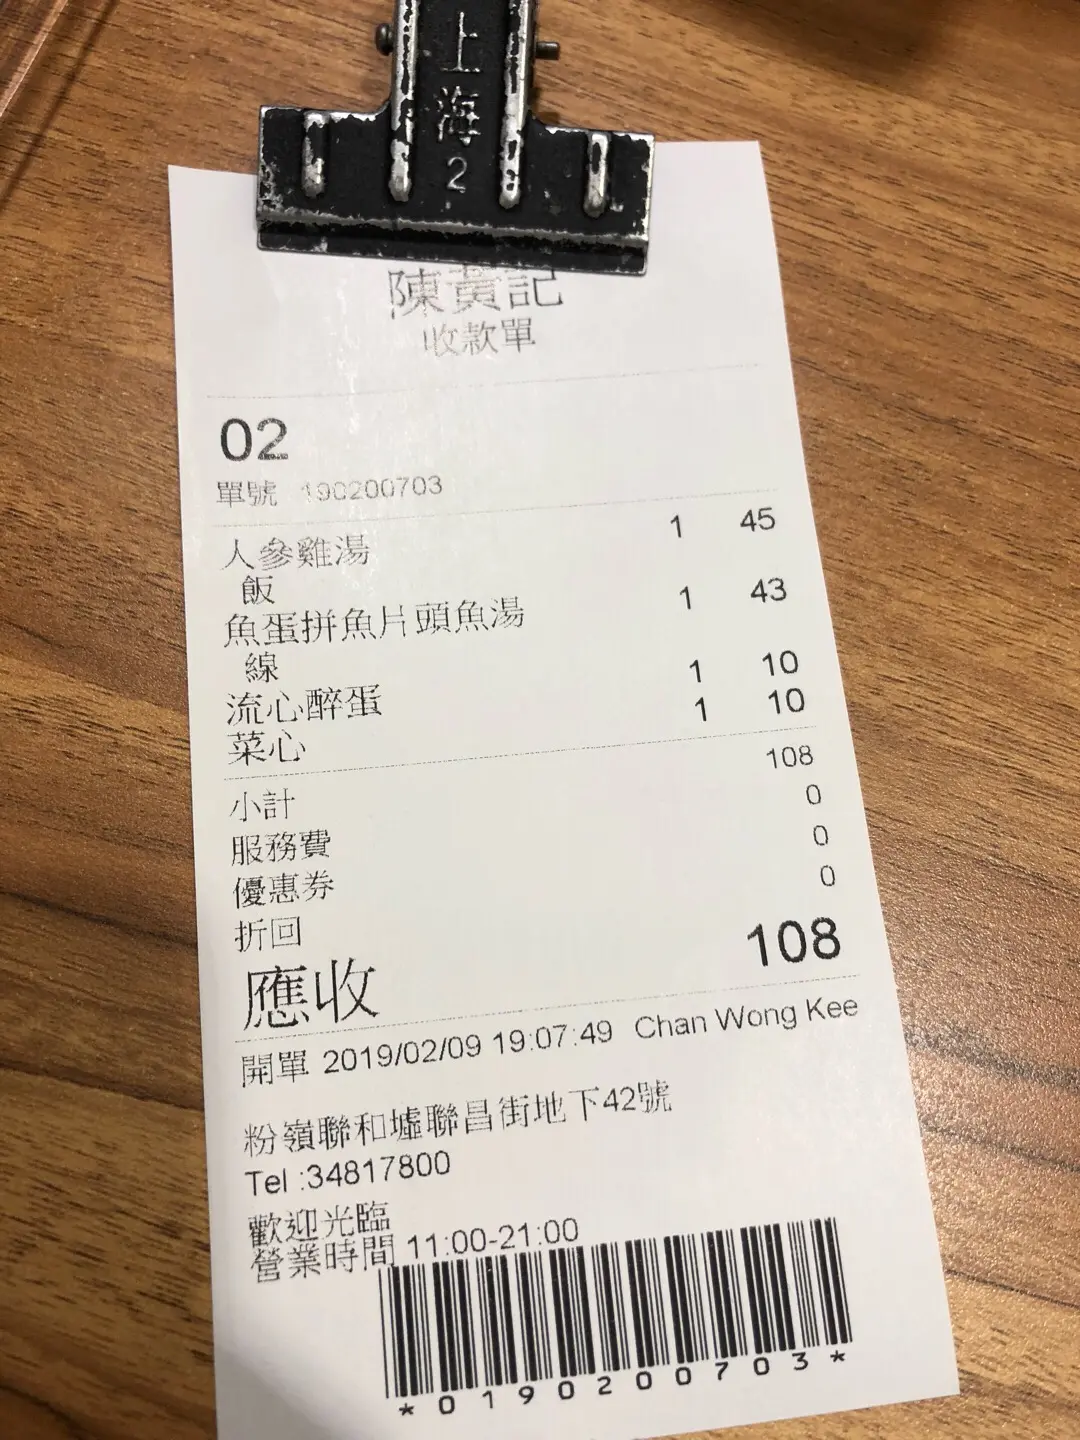 上海
2
陳黃記
收款單
02
單號 190200703
人參雞湯 1 45
飯
魚蛋拼魚片頭魚湯 1 43
線
流心醉蛋 1 10
菜心 1 10
小計 108
服務費 0
優惠券 0
折回 0
應收 108
開單 2019/02/09 19:07:49 Chan Wong Kee
粉嶺聯和墟聯昌街地下42號
Tel :34817800
歡迎光臨
營業時間 11:00-21:00
*0190200703*